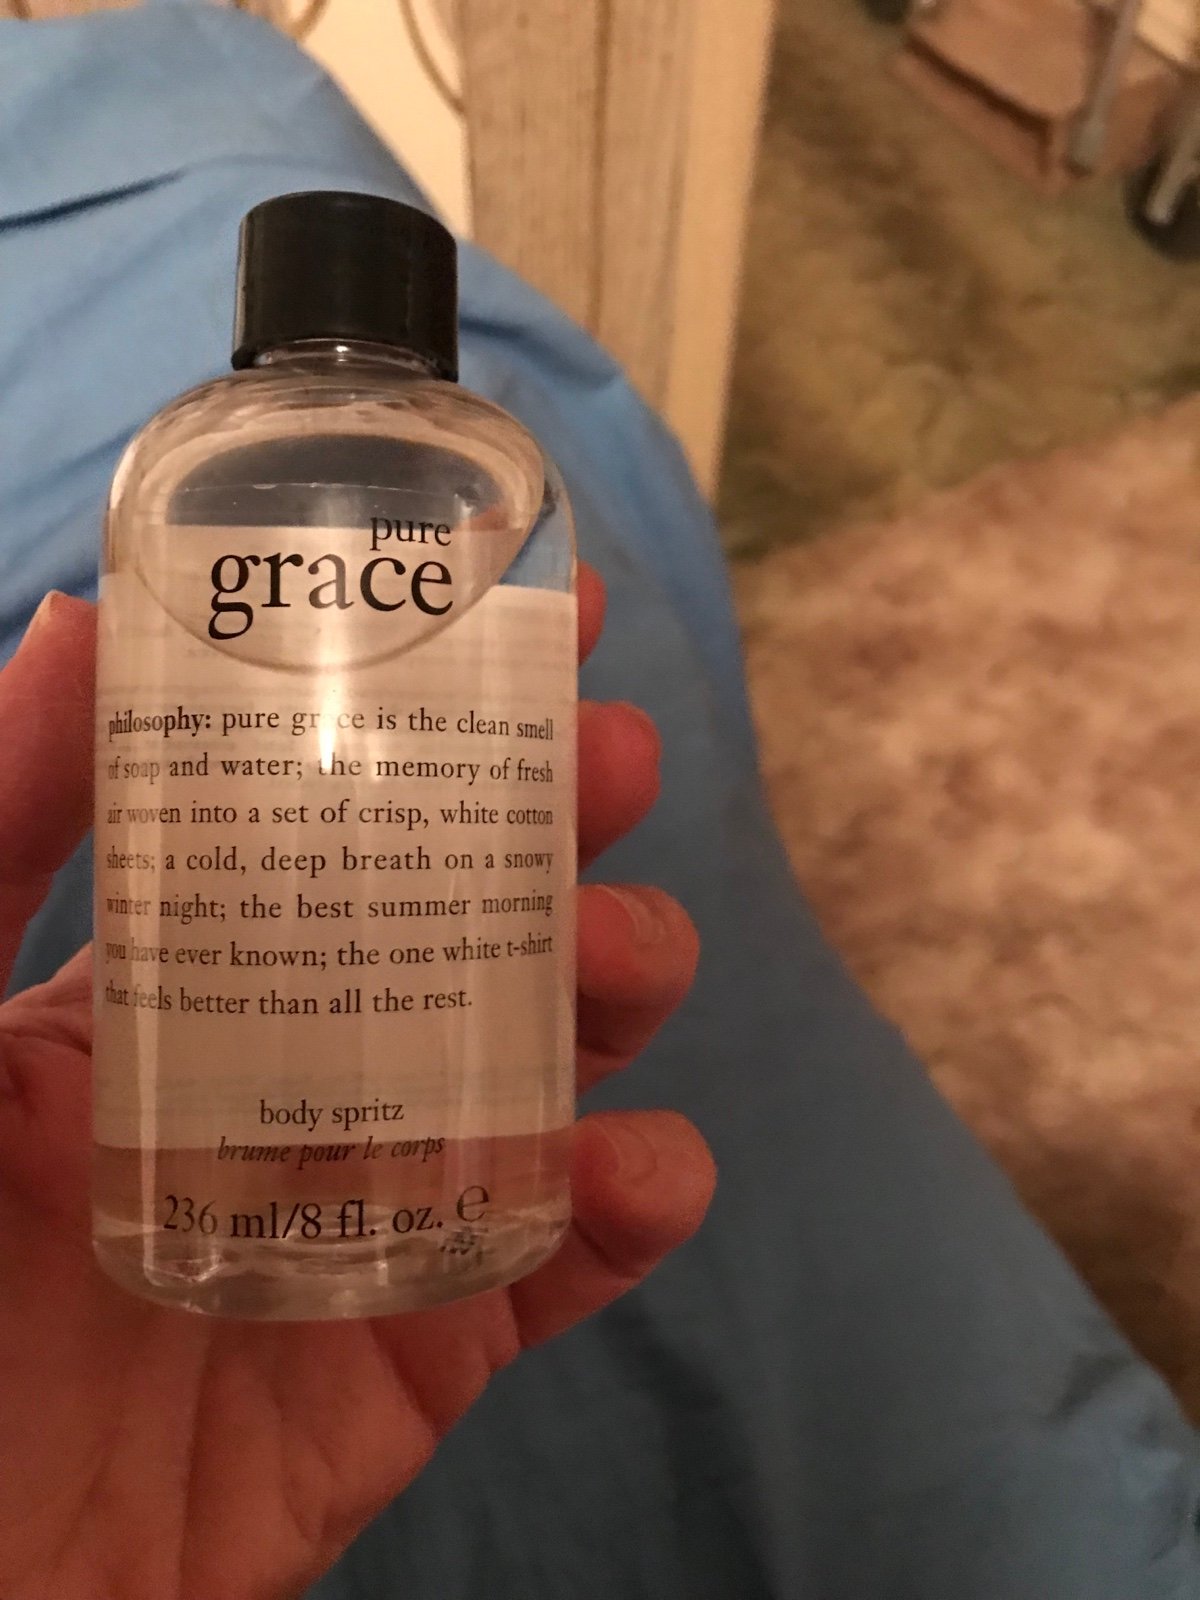 pure
grace
philosophy: pure grace is the clean smell
of soap and water; the memory of fresh
air woven into a set of crisp, white cotton
sheets; a cold, deep breath on a snowy
winter night; the best summer morning
you have ever known; the one white t-shirt
that feels better than all the rest.
body spritz
brume pour le corps
236 ml/8 fl. oz. ℮